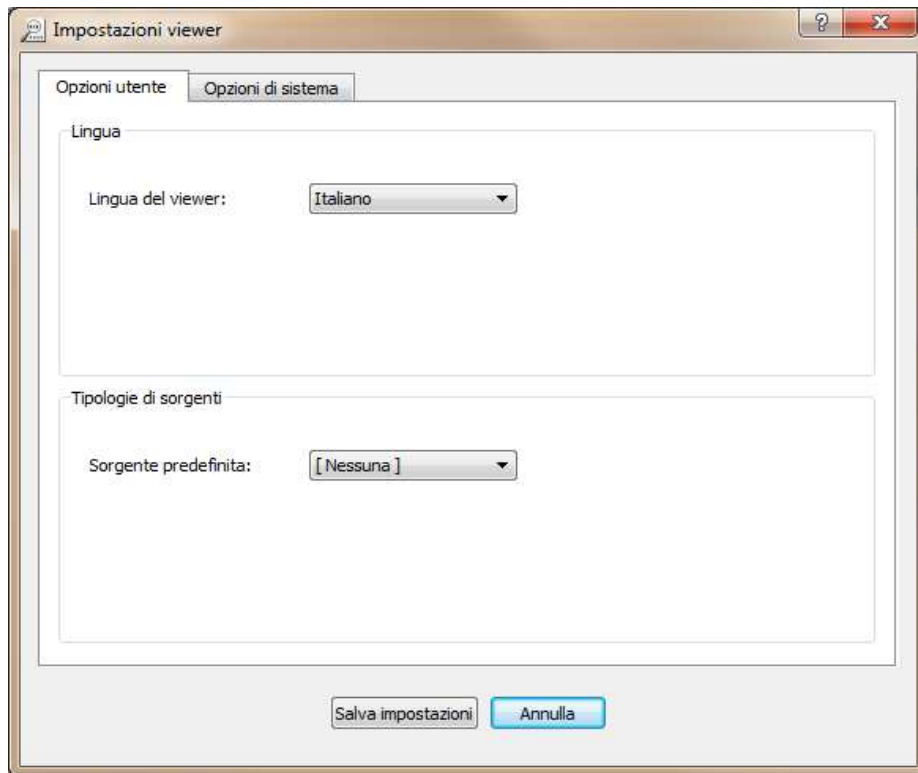 Impostazioni viewer
Opzioni utente
Opzioni di sistema
Lingua
Lingua del viewer:
Italiano
Tipologie di sorgenti
Sorgente predefinita:
[ Nessuna ]
Salva impostazioni
Annulla